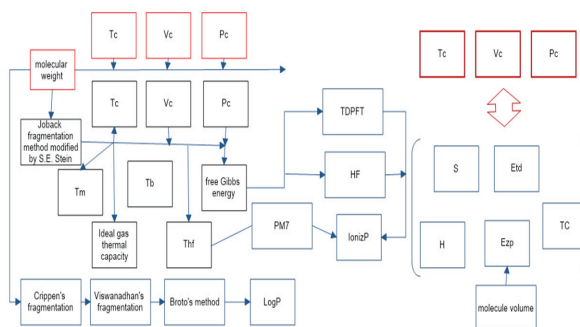 Tc
Vc
Pc
Tc
Vc
Pc
molecular
weight
Tc
Vc
Pc
TDPFT
Joback
fragmentation
method modified
by S.E. Stein
Tm
Tb
free Gibbs
energy
HF
S
Etd
Ideal gas
thermal
capacity
Thf
PM7
IonizP
H
Ezp
TC
Crippen's
fragmentation
Viswanadhan's
fragmentation
Broto's method
LogP
molecule volume